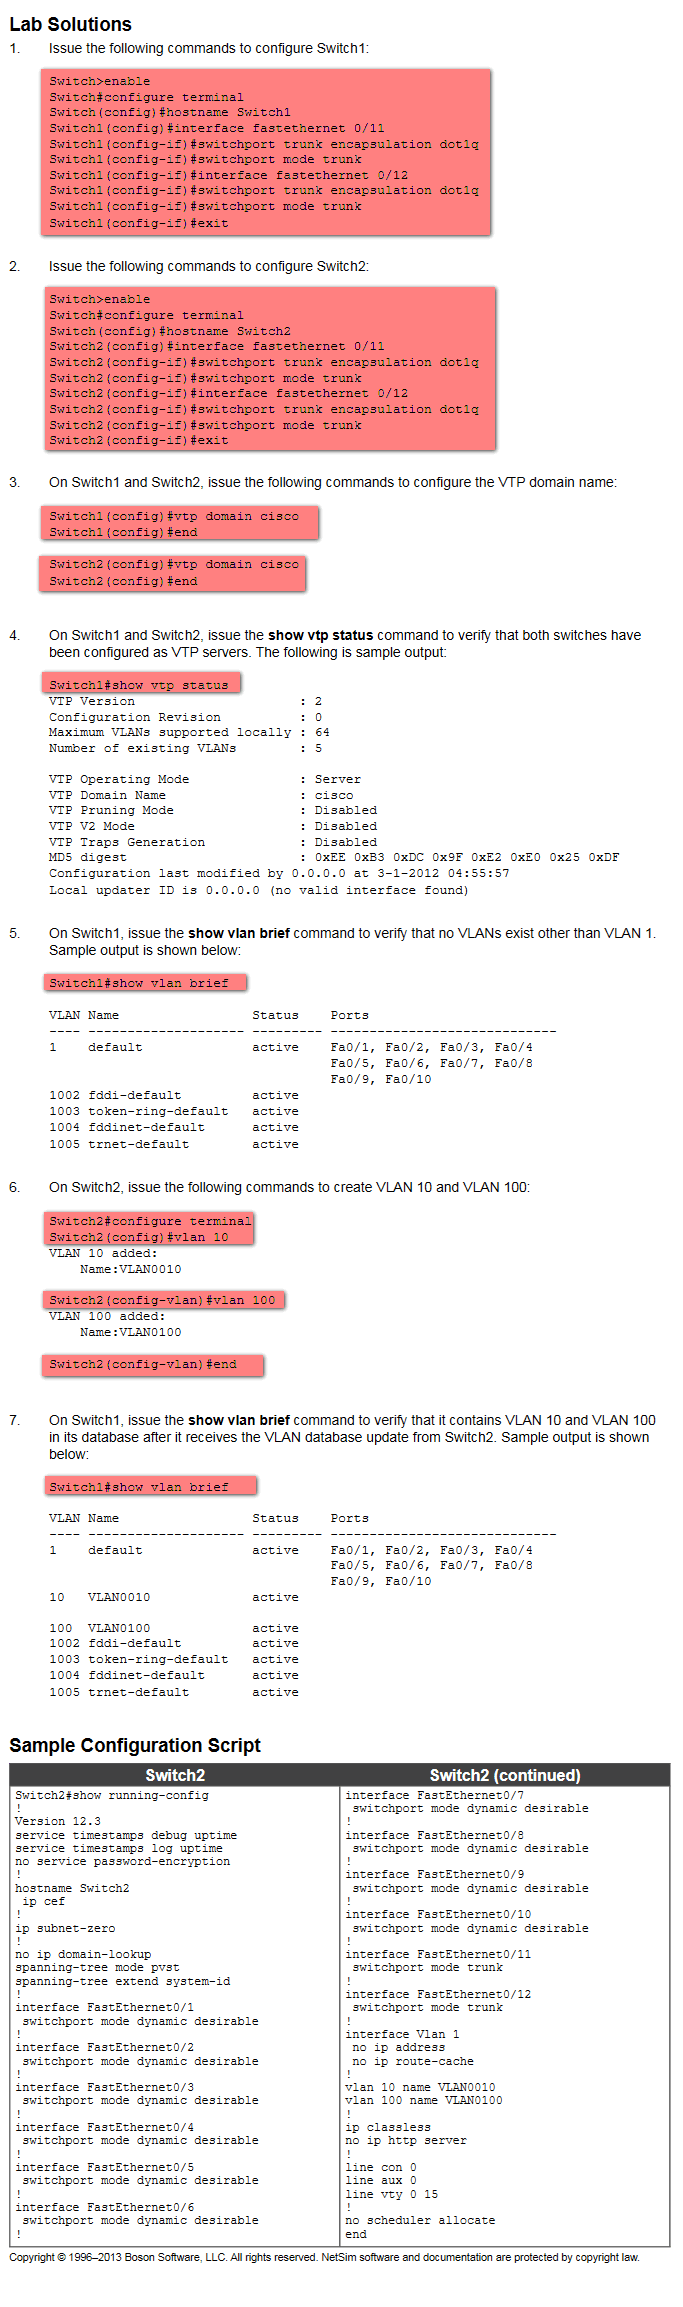 Lab Solutions
1. Issue the following commands to configure Switch1:
Switch>enable
Switch#configure terminal
Switch(config)#hostname Switch1
Switch1(config)#interface fastethernet 0/11
Switch1(config-if)#switchport trunk encapsulation dot1q
Switch1(config-if)#switchport mode trunk
Switch1(config-if)#interface fastethernet 0/12
Switch1(config-if)#switchport trunk encapsulation dot1q
Switch1(config-if)#switchport mode trunk
Switch1(config-if)#exit
2. Issue the following commands to configure Switch2:
Switch>enable
Switch#configure terminal
Switch(config)#hostname Switch2
Switch2(config)#interface fastethernet 0/11
Switch2(config-if)#switchport trunk encapsulation dot1q
Switch2(config-if)#switchport mode trunk
Switch2(config-if)#interface fastethernet 0/12
Switch2(config-if)#switchport trunk encapsulation dot1q
Switch2(config-if)#switchport mode trunk
Switch2(config-if)#exit
3. On Switch1 and Switch2, issue the following commands to configure the VTP domain name:
Switch1(config)#vtp domain cisco
Switch1(config)#end
Switch2(config)#vtp domain cisco
Switch2(config)#end
4. On Switch1 and Switch2, issue the show vtp status command to verify that both switches have
been configured as VTP servers. The following is sample output:
Switch1#show vtp status
VTP Version : 2
Configuration Revision : 0
Maximum VLANs supported locally : 64
Number of existing VLANs : 5
VTP Operating Mode : Server
VTP Domain Name : cisco
VTP Pruning Mode : Disabled
VTP V2 Mode : Disabled
VTP Traps Generation : Disabled
MD5 digest : 0xEE 0xB3 0xDC 0x9F 0xE2 0xE0 0x25 0xDF
Configuration last modified by 0.0.0.0 at 3-1-2012 04:55:57
Local updater ID is 0.0.0.0 (no valid interface found)
5. On Switch1, issue the show vlan brief command to verify that no VLANs exist other than VLAN 1.
Sample output is shown below:
Switch1#show vlan brief
VLAN Name Status Ports
---- -------------------- --------- -----------------------------
1 default active Fa0/1, Fa0/2, Fa0/3, Fa0/4
Fa0/5, Fa0/6, Fa0/7, Fa0/8
Fa0/9, Fa0/10
1002 fddi-default active
1003 token-ring-default active
1004 fddinet-default active
1005 trnet-default active
6. On Switch2, issue the following commands to create VLAN 10 and VLAN 100:
Switch2#configure terminal
Switch2(config)#vlan 10
VLAN 10 added:
Name:VLAN0010
Switch2(config-vlan)#vlan 100
VLAN 100 added:
Name:VLAN0100
Switch2(config-vlan)#end
7. On Switch1, issue the show vlan brief command to verify that it contains VLAN 10 and VLAN 100
in its database after it receives the VLAN database update from Switch2. Sample output is shown
below:
Switch1#show vlan brief
VLAN Name Status Ports
---- -------------------- --------- -----------------------------
1 default active Fa0/1, Fa0/2, Fa0/3, Fa0/4
Fa0/5, Fa0/6, Fa0/7, Fa0/8
Fa0/9, Fa0/10
10 VLAN0010 active
100 VLAN0100 active
1002 fddi-default active
1003 token-ring-default active
1004 fddinet-default active
1005 trnet-default active
Sample Configuration Script
Switch2
Switch2#show running-config
!
Version 12.3
service timestamps debug uptime
service timestamps log uptime
no service password-encryption
!
hostname Switch2
ip cef
!
ip subnet-zero
!
no ip domain-lookup
spanning-tree mode pvst
spanning-tree extend system-id
!
interface FastEthernet0/1
switchport mode dynamic desirable
!
interface FastEthernet0/2
switchport mode dynamic desirable
!
interface FastEthernet0/3
switchport mode dynamic desirable
!
interface FastEthernet0/4
switchport mode dynamic desirable
!
interface FastEthernet0/5
switchport mode dynamic desirable
!
interface FastEthernet0/6
switchport mode dynamic desirable
!
Switch2 (continued)
interface FastEthernet0/7
switchport mode dynamic desirable
!
interface FastEthernet0/8
switchport mode dynamic desirable
!
interface FastEthernet0/9
switchport mode dynamic desirable
!
interface FastEthernet0/10
switchport mode dynamic desirable
!
interface FastEthernet0/11
switchport mode trunk
!
interface FastEthernet0/12
switchport mode trunk
!
interface Vlan 1
no ip address
no ip route-cache
!
vlan 10 name VLAN0010
vlan 100 name VLAN0100
!
ip classless
no ip http server
!
line con 0
line aux 0
line vty 0 15
!
no scheduler allocate
end
Copyright © 1996–2013 Boson Software, LLC. All rights reserved. NetSim software and documentation are protected by copyright law.